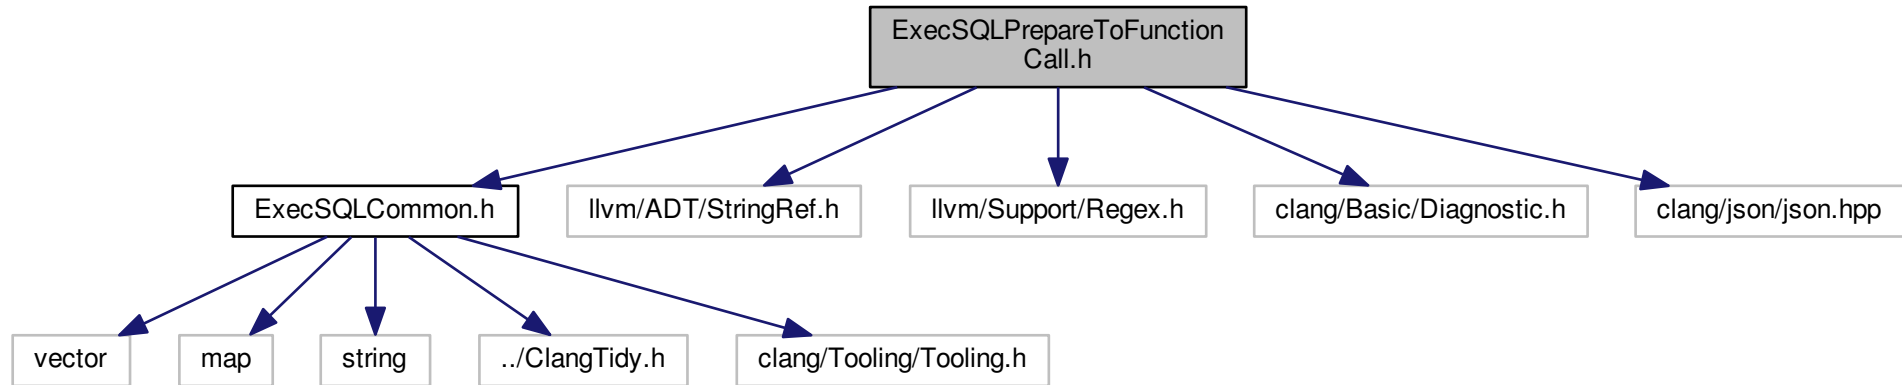 ExecSQLPrepareToFunction
Call.h
ExecSQLCommon.h
llvm/ADT/StringRef.h
llvm/Support/Regex.h
clang/Basic/Diagnostic.h
clang/json/json.hpp
vector
map
string
../ClangTidy.h
clang/Tooling/Tooling.h